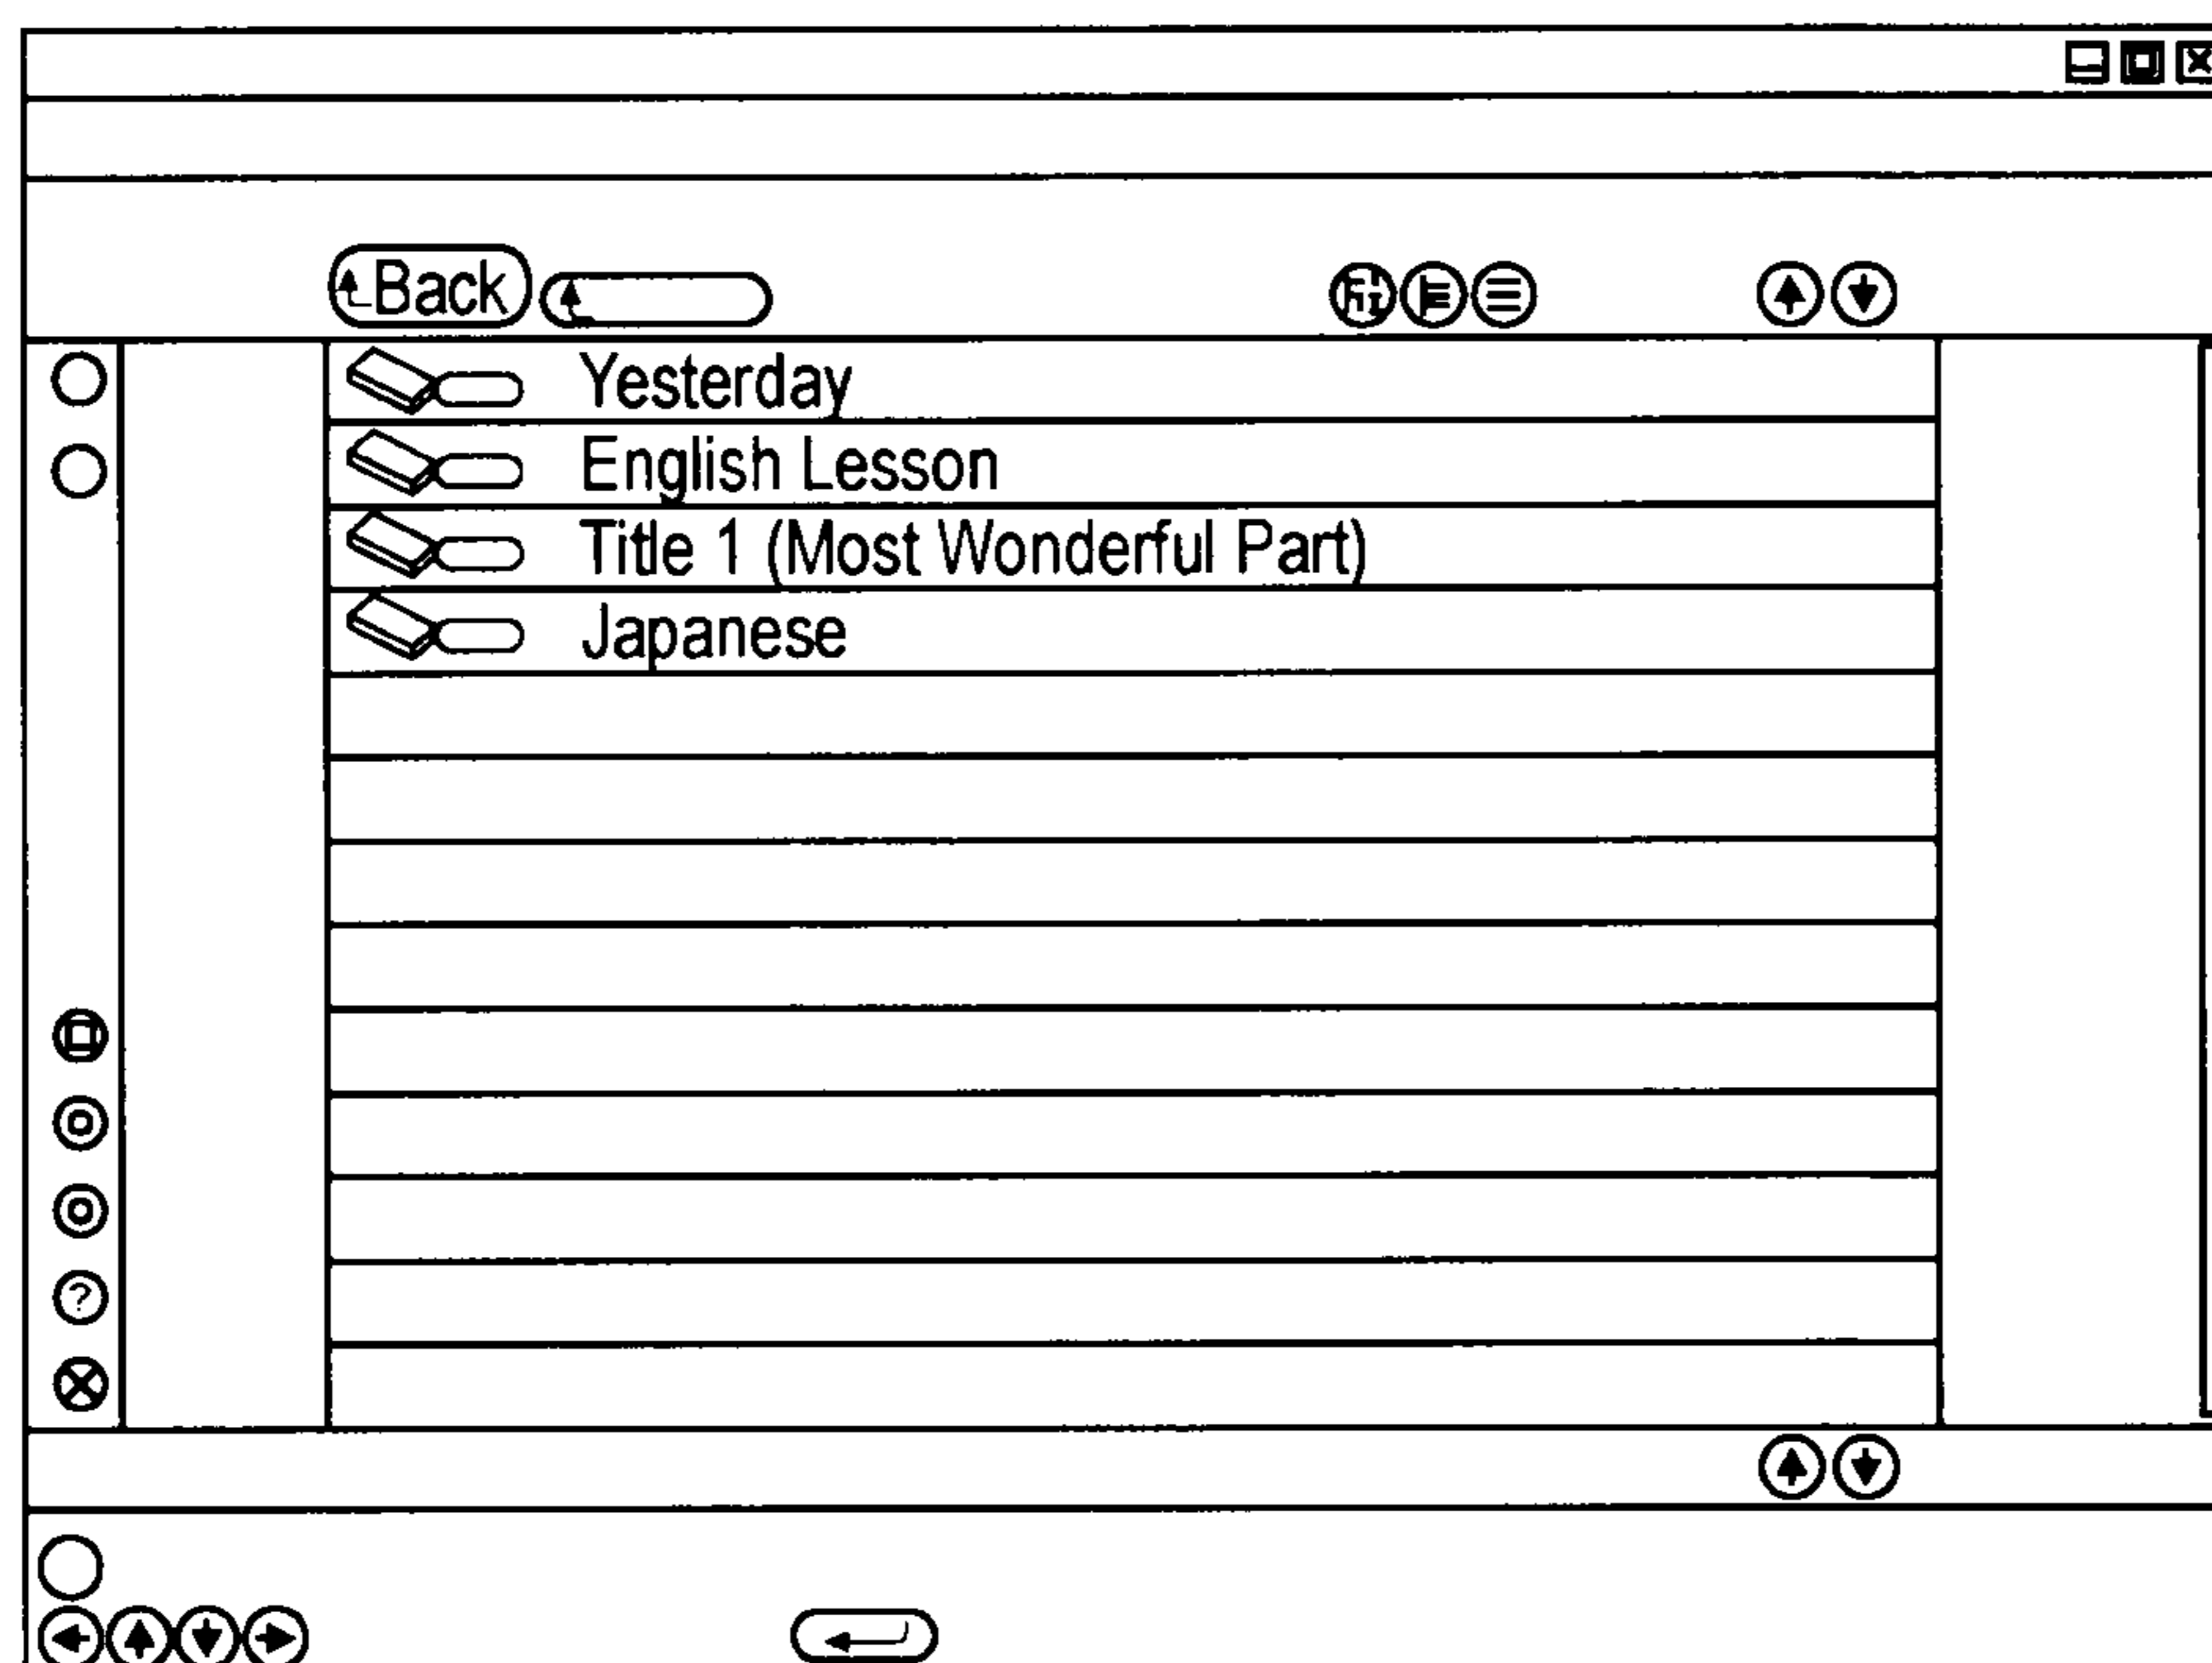 Back
Yesterday
English Lesson
Title 1 (Most Wonderful Part)
Japanese
?